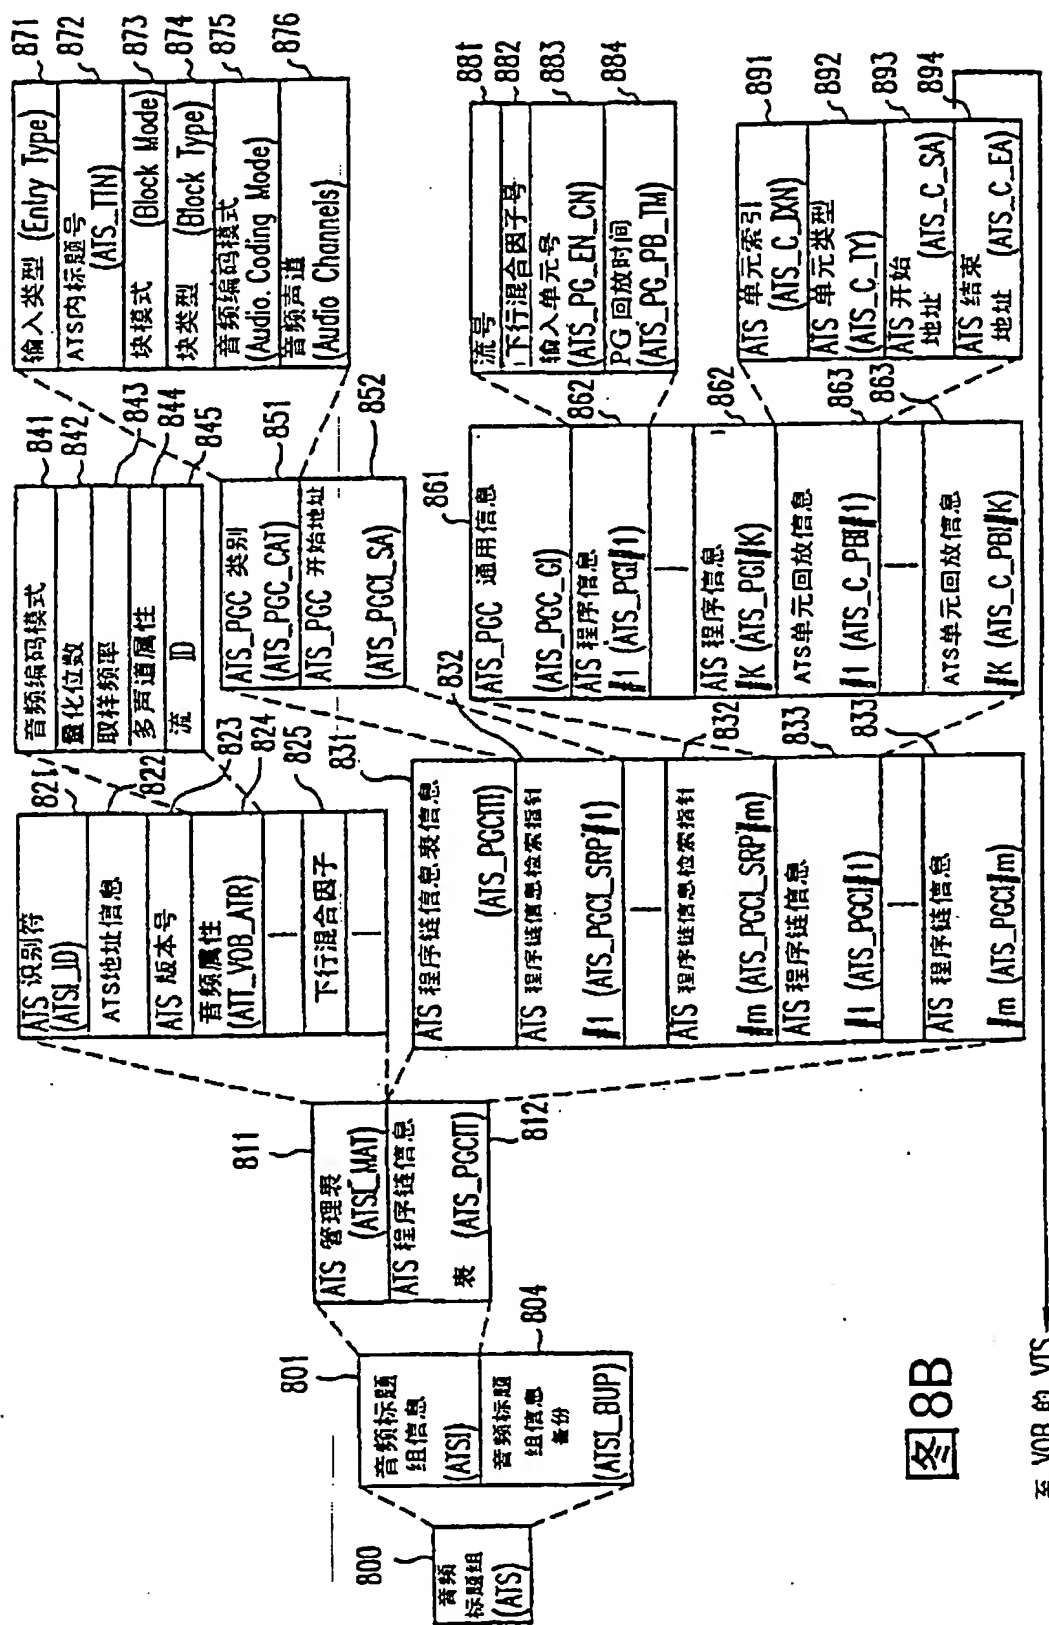 800
音频
标题组
(ATS)
801
音频标题
组信息
(ATSI)
音频标题
组信息
备份
(ATSI_BUP)
804
811
ATS 管理表
(ATSI_MAT)
ATS 程序链信息
表 (ATS_PGCIT)
812
821
ATS 识别符
(ATSI_ID)
822
ATS地址信息
823
ATS 版本号
824
音频属性
(ATT_VOB_ATR)
825
下行混合因子
831
ATS 程序链信息表信息
(ATS_PGCITI)
832
ATS 程序链信息检索指针
#1 (ATS_PGCI_SRP#1)
832
ATS 程序链信息检索指针
#m (ATS_PGCI_SRP#m)
833
ATS 程序链信息
#1 (ATS_PGCI#1)
833
ATS 程序链信息
#m (ATS_PGCI#m)
841
音频编码模式
842
量化位数
843
取样频率
844
多声道属性
845
流 ID
851
ATS_PGC 类别
(ATS_PGC_CAT)
852
ATS_PGC 开始地址
(ATS_PGCI_SA)
861
ATS_PGC 通用信息
(ATS_PGC_GI)
862
ATS 程序信息
#1 (ATS_PGI#1)
862
ATS 程序信息
#K (ATS_PGI#K)
863
ATS单元回放信息
#1 (ATS_C_PBI#1)
863
ATS单元回放信息
#K (ATS_C_PBI#K)
871
输入类型 (Entry Type)
872
ATS内标题号
(ATS_TTN)
873
块模式 (Block Mode)
874
块类型 (Block Type)
875
音频编码模式
(Audio.Coding Mode)
876
音频声道
(Audio Channels)
881
流号
882
下行混合因子号
883
输入单元号
(ATS_PG_EN_CN)
884
PG 回放时间
(ATS_PG_PB_TM)
891
ATS 单元索引
(ATS_C_IXN)
892
ATS 单元类型
(ATS_C_TY)
893
ATS 开始
地址 (ATS_C_SA)
894
ATS 结束
地址 (ATS_C_EA)
图 8B
至 VOB 的 VTS